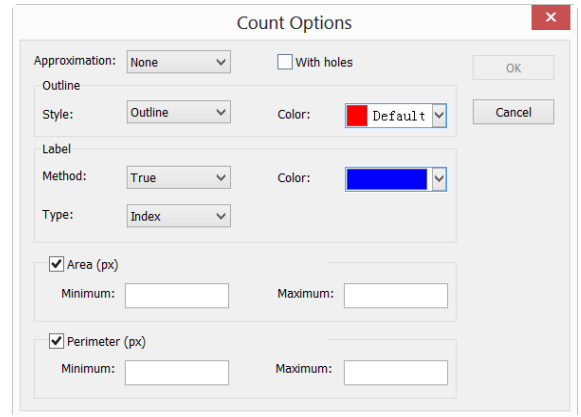 Count Options
Approximation: None With holes OK
Outline
Style: Outline Color: Default Cancel
Label
Method: True Color:
Type: Index
Area (px)
Minimum: Maximum:
Perimeter (px)
Minimum: Maximum: